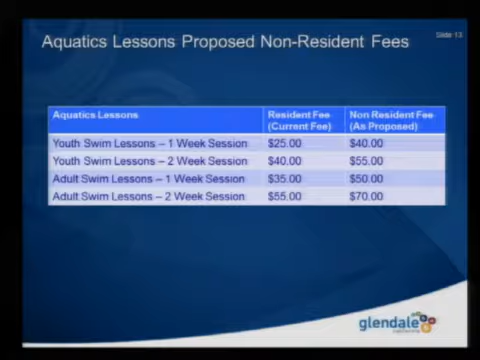 Slide 13
Aquatics Lessons Proposed Non-Resident Fees
Aquatics Lessons Resident Fee (Current Fee) Non Resident Fee (As Proposed)
Youth Swim Lessons – 1 Week Session $25.00 $40.00
Youth Swim Lessons – 2 Week Session $40.00 $55.00
Adult Swim Lessons – 1 Week Session $35.00 $50.00
Adult Swim Lessons – 2 Week Session $55.00 $70.00
glendale